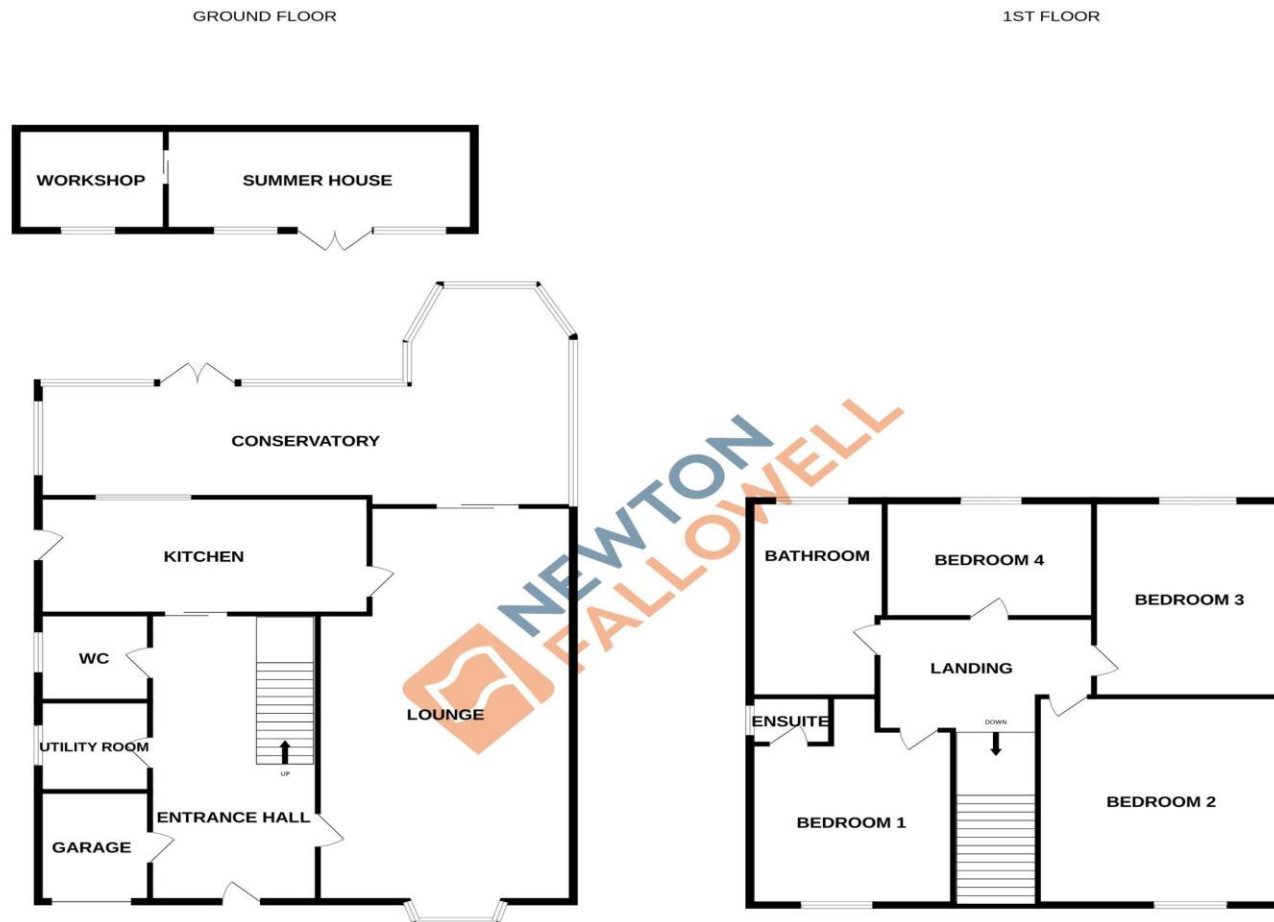 GROUND FLOOR
1ST FLOOR
WORKSHOP
SUMMER HOUSE
CONSERVATORY
KITCHEN
WC
UTILITY ROOM
GARAGE
ENTRANCE HALL
UP
LOUNGE
NEWTON
FALLOWELL
BATHROOM
BEDROOM 4
BEDROOM 3
LANDING
ENSUITE
DOWN
BEDROOM 1
BEDROOM 2